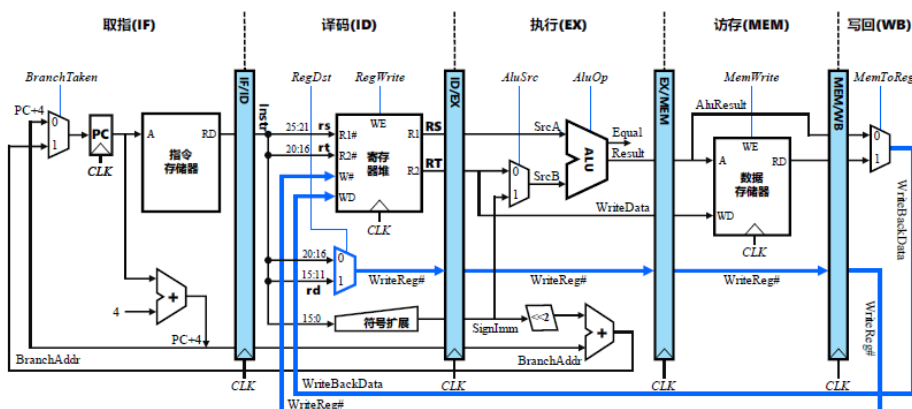 取指(IF)
译码(ID)
执行(EX)
访存(MEM)
写回(WB)
BranchTaken
RegDst
RegWrite
AluSrc
AluOp
MemWrite
MemToReg
PC+4
0
1
PC
CLK
A
RD
指令
存储器
IF/ID
Instr
25:21
rs
20:16
rt
R1#
R2#
W#
WD
WE
R1
R2
寄存
器堆
CLK
RS
RT
ID/EX
SrcA
0
1
SrcB
ALU
Equal
Result
WriteData
EX/MEM
AluResult
A
WE
RD
数据
存储器
WD
CLK
MEM/WB
0
1
WriteBackData
20:16
0
15:11
1
rd
WriteReg#
WriteReg#
WriteReg#
WriteReg#
4
+
PC+4
15:0
符号扩展
SignImm
<<2
+
BranchAddr
BranchAddr
CLK
CLK
CLK
CLK
WriteBackData
WriteReg#